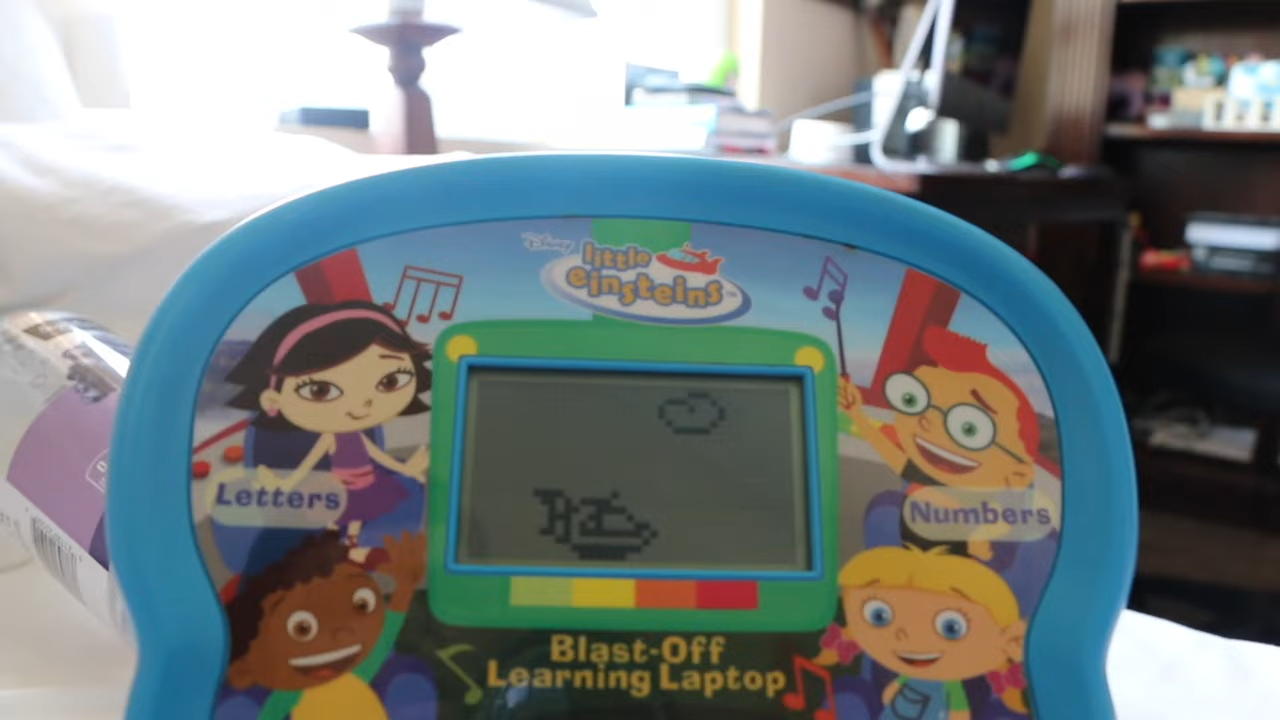 Disney
little
einsteins
Letters
Numbers
Blast-Off
Learning Laptop